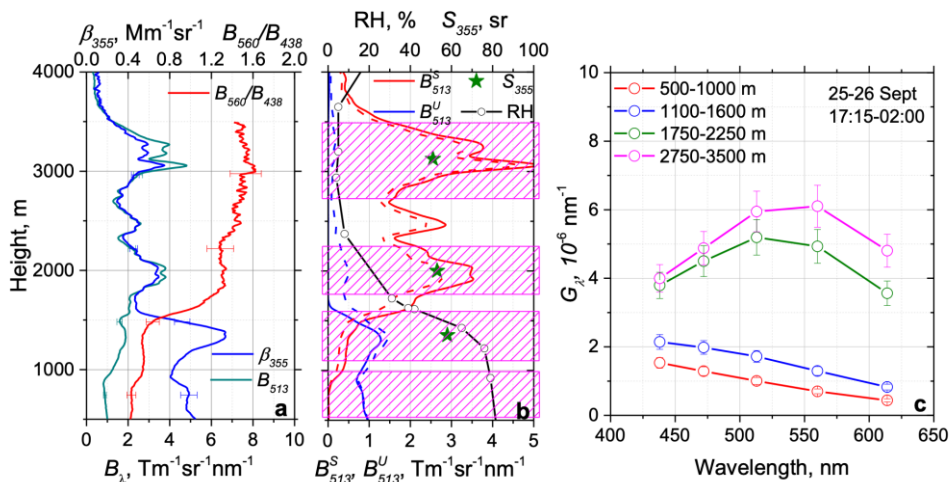 β355, Mm-1sr-1 B560/B438
0.0 0.4 0.8 1.2 1.6 2.0
4000
3000
2000
1000
Height, m
B560/B438
β355
B513
a
0 2 4 6 8 10
Bλ, Tm-1sr-1nm-1
RH, % S355, sr
0 20 40 60 80 100
BS513 S355
BU513 RH
b
0 1 2 3 4 5
BS513, BU513, Tm-1sr-1nm-1
10
8
6
4
2
0
Gλ, 10-6 nm-1
500-1000 m
1100-1600 m
1750-2250 m
2750-3500 m
25-26 Sept
17:15-02:00
c
400 450 500 550 600 650
Wavelength, nm